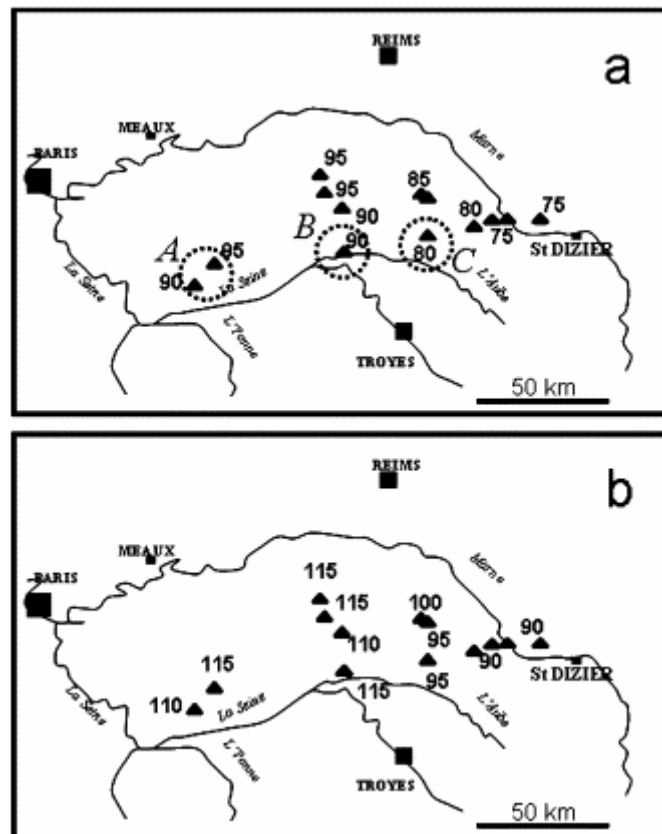 REIMS
a
MEAUX
Marne
PARIS
95
95
85
90
80
75
75
B
90
A
95
90
80
C
St DIZIER
La Seine
La Seine
L'Aube
L'Yonne
TROYES
50 km
REIMS
b
MEAUX
Marne
PARIS
115
115
100
110
95
90
90
115
110
115
95
St DIZIER
La Seine
La Seine
L'Aube
L'Yonne
TROYES
50 km